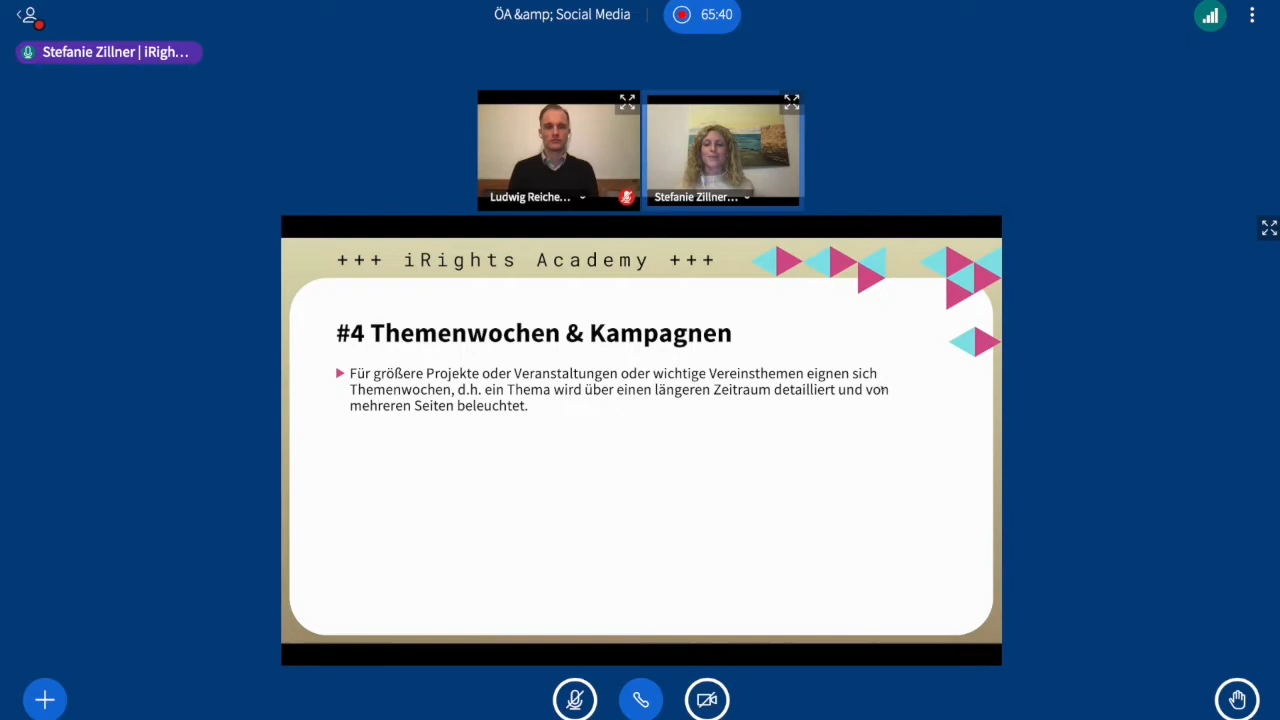 ÖA &amp; Social Media
65:40
Stefanie Zillner | iRigh...
Ludwig Reiche...
Stefanie Zillner...
+++ iRights Academy +++
#4 Themenwochen & Kampagnen
Für größere Projekte oder Veranstaltungen oder wichtige Vereinsthemen eignen sich
Themenwochen, d.h. ein Thema wird über einen längeren Zeitraum detailliert und von
mehreren Seiten beleuchtet.